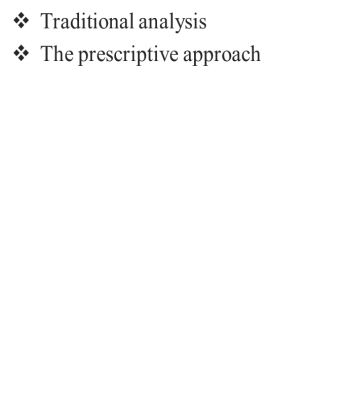 ❖ Traditional analysis
❖ The prescriptive approach